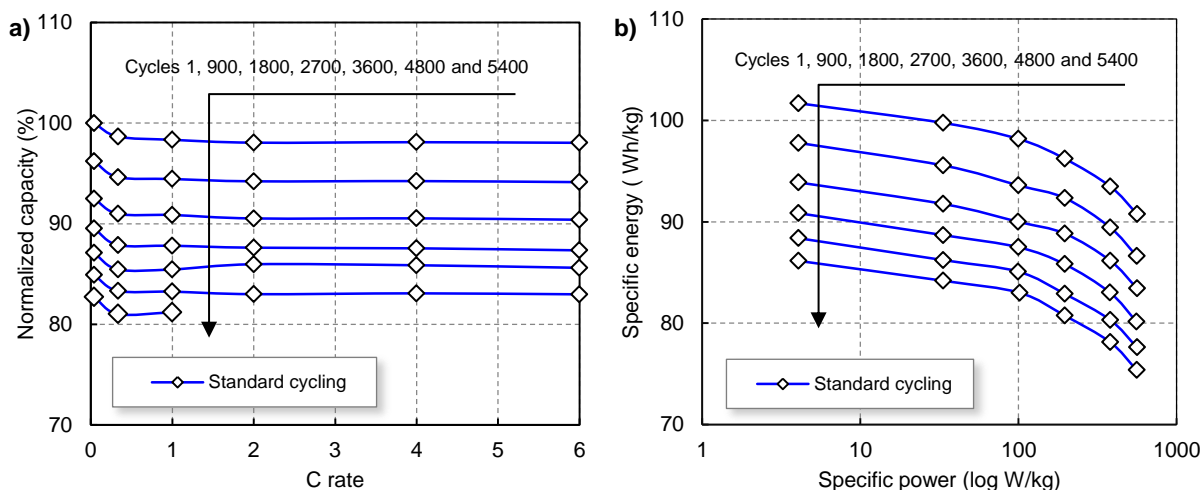 a)
Normalized capacity (%)
110
100
90
80
70
Cycles 1, 900, 1800, 2700, 3600, 4800 and 5400
Standard cycling
0 1 2 3 4 5 6
C rate
b)
Specific energy ( Wh/kg)
110
100
90
80
70
Cycles 1, 900, 1800, 2700, 3600, 4800 and 5400
Standard cycling
1 10 100 1000
Specific power (log W/kg)